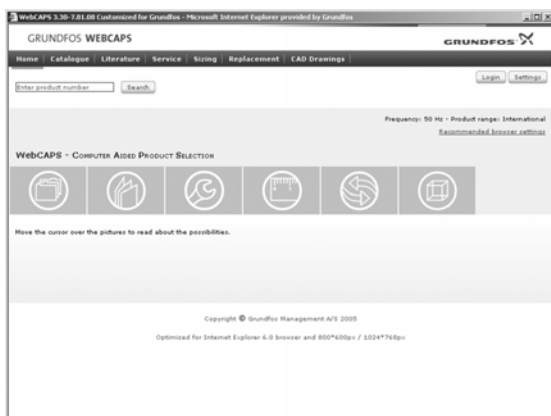 WebCAPS 3.30-7.81.08 Customized for Grundfos - Microsoft Internet Explorer provided by Grundfos
GRUNDFOS WEBCAPS
GRUNDFOS
Home | Catalogue | Literature | Service | Sizing | Replacement | CAD Drawings
Enter product number Search
Login Settings
Frequency: 50 Hz - Product range: International
Recommended browser settings
WebCAPS - Computer Aided Product Selection
Move the cursor over the pictures to read about the possibilities.
Copyright © Grundfos Management A/S 2005
Optimized for Internet Explorer 6.0 browser and 800*600px / 1024*768px